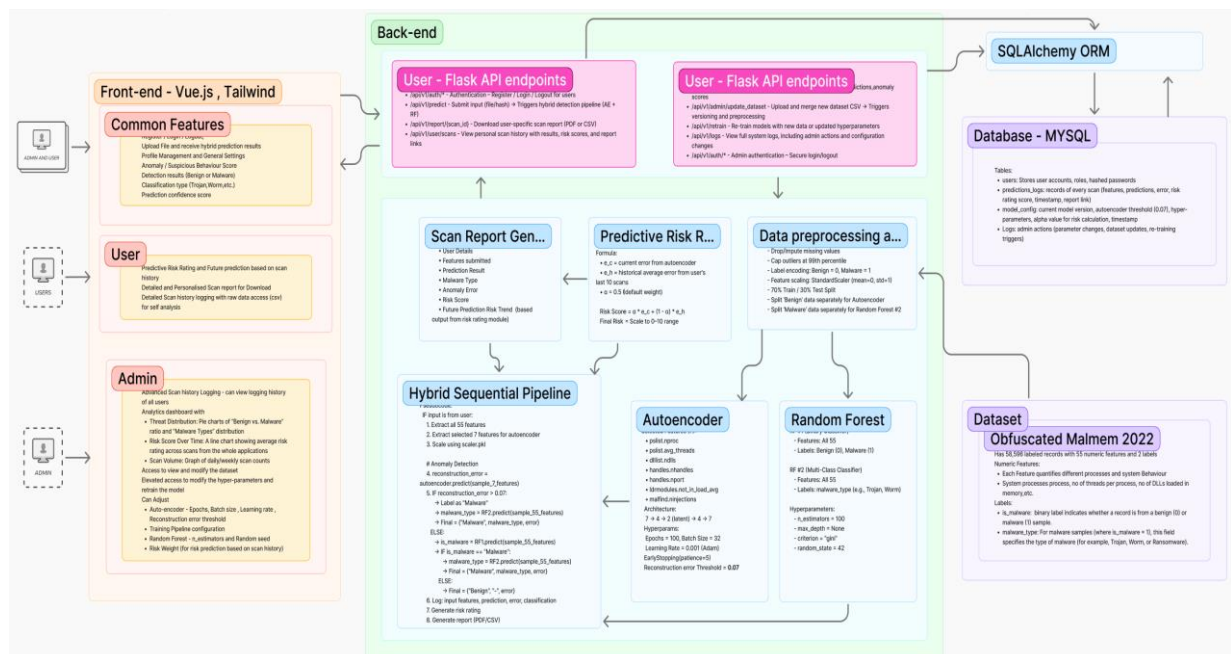 Back-end
SQLAlchemy ORM
User - Flask API endpoints
/api/v1/auth/* - Authentication - Register / Login / Logout for users
/api/v1/predict - Submit input (file/hash) → Triggers hybrid detection pipeline (AE +
RF)
/api/v1/report/{scan_id} - Download user-specific scan report (PDF or CSV)
/api/v1/user/scans - View personal scan history with results, risk scores, and report
links
User - Flask API endpoints
scores
/api/v1/admin/update_dataset - Upload and merge new dataset CSV → Triggers
versioning and preprocessing
/api/v1/retrain - Re-train models with new data or updated hyperparameters
/api/v1/logs - View full system logs, including admin actions and configuration
changes
/api/v1/auth/* - Admin authentication - Secure login/logout
Front-end - Vue.js , Tailwind
Common Features
Register / Login / Logout,
Upload File and receive hybrid prediction results
Profile Management and General Settings
Anomaly / Suspicious Behaviour Score
Detection results (Benign or Malware)
Classification type (Trojan,Worm,etc.)
Prediction confidence score
ADMIN AND USER
User
Predictive Risk Rating and Future prediction based on scan
history
Detailed and Personalised Scan report for Download
Detailed Scan history logging with raw data access (csv)
for self analysis
USERS
Admin
Advanced Scan history Logging - can view logging history
of all users
Analytics dashboard with
Threat Distribution: Pie charts of "Benign vs. Malware"
ratio and "Malware Types" distribution
Risk Score Over Time: A line chart showing average risk
rating across scans from the whole applications
Scan Volume: Graph of daily/weekly scan counts
Access to view and modify the dataset
Elevated access to modify the hyper-parameters and
retrain the model
Can Adjust
Auto-encoder - Epochs, Batch size , Learning rate ,
Reconstruction error threshold
Training Pipeline configuration
Random Forest - n_estimators and Random seed
Risk Weight (for risk prediction based on scan history)
ADMIN
Database - MYSQL
Tables:
users: Stores user accounts, roles, hashed passwords
predictions_logs: records of every scan (features, predictions, error, risk
rating score, timestamp, report link)
model_config: current model version, autoencoder threshold (0.07), hyper-
parameters, alpha value for risk calculation, timestamp
Logs: admin actions (parameter changes, dataset updates, re-training
triggers)
Scan Report Gen...
User Details
Features submitted
Prediction Result
Malware Type
Anomaly Error
Risk Score
Future Prediction Risk Trend (based
output from risk rating module)
Predictive Risk R...
Formula:
e_c = current error from autoencoder
e_h = historical average error from user's
last 10 scans
α = 0.5 (default weight)
Risk Score = α * e_c + (1 - α) * e_h
Final Risk = Scale to 0-10 range
Data preprocessing a...
Drop/Impute missing values
Cap outliers at 99th percentile
Label encoding: Benign = 0, Malware = 1
Feature scaling: StandardScaler (mean=0, std=1)
70% Train / 30% Test Split
Split 'Benign' data separately for Autoencoder
Split 'Malware' data separately for Random Forest #2
Hybrid Sequential Pipeline
IF input is from user:
1. Extract all 55 features
2. Extract selected 7 features for autoencoder
3. Scale using scaler.pkl
# Anomaly Detection
4. reconstruction_error =
autoencoder.predict(sample_7_features)
5. IF reconstruction_error > 0.07:
→ Label as "Malware"
→ malware_type = RF2.predict(sample_55_features)
→ Final = ("Malware", malware_type, error)
ELSE:
→ is_malware = RF1.predict(sample_55_features)
→ IF is_malware == "Malware":
→ malware_type = RF2.predict(sample_55_features)
→ Final = ("Malware", malware_type, error)
ELSE:
→ Final = ("Benign", "-", error)
6. Log: input features, prediction, error, classification
7. Generate risk rating
8. Generate report (PDF/CSV)
Autoencoder
pslist.nproc
pslist.avg_threads
dlllist.ndlls
handles.nhandles
handles.nport
ldrmodules.not_in_load_avg
malfind.ninjections
Architecture:
7 → 4 → 2 (latent) → 4 → 7
Hyperparams:
Epochs = 100, Batch Size = 32
Learning Rate = 0.001 (Adam)
EarlyStopping(patience=5)
Reconstruction error Threshold = 0.07
Random Forest
- Features: All 55
- Labels: Benign (0), Malware (1)
RF #2 (Multi-Class Classifier)
- Features: All 55
- Labels: malware_type (e.g., Trojan, Worm)
Hyperparameters:
- n_estimators = 100
- max_depth = None
- criterion = "gini"
- random_state = 42
Dataset
Obfuscated Malmem 2022
Has 58,596 labeled records with 55 numeric features and 2 labels
Numeric Features:
Each Feature quantifies different processes and system Behaviour
System processes process, no of threads per process, no of DLLs loaded in
memory,etc.
Labels:
is_malware: binary label indicates whether a record is from a benign (0) or
malware (1) sample.
malware_type: For malware samples (where is_malware = 1), this field
specifies the type of malware (for example, Trojan, Worm, or Ransomware).